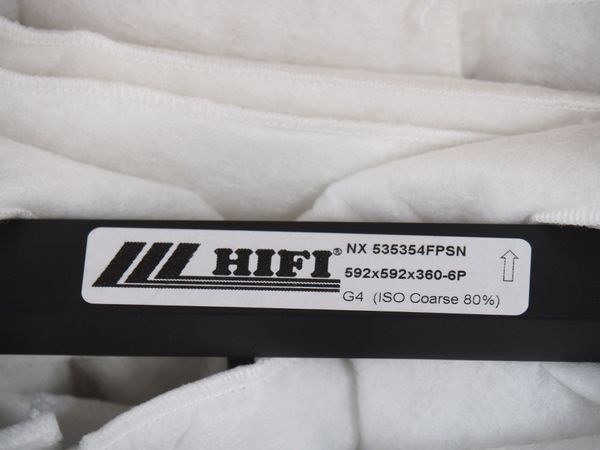 HIFI®
NX 535354FPSN
592x592x360-6P
G4 (ISO Coarse 80%)